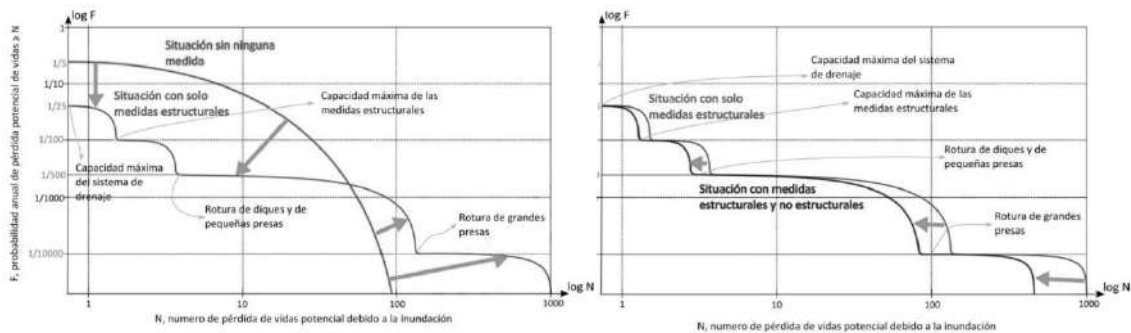 log F
F, probabilidad anual de pérdida potencial de vidas ≥ N
1
1/5
1/10
1/25
1/100
1/500
1/1000
1/10000
Situación sin ninguna
medida
Situación con solo
medidas estructurales
Capacidad máxima de las
medidas estructurales
Capacidad máxima
del sistema de
drenaje
Rotura de diques y de
pequeñas presas
Rotura de grandes
presas
log N
1
10
100
1000
N, numero de pérdida de vidas potencial debido a la inundación
log F
Capacidad máxima del sistema
de drenaje
Situación con solo
medidas estructurales
Capacidad máxima de las
medidas estructurales
Rotura de diques y de
pequeñas presas
Situación con medidas
estructurales y no estructurales
Rotura de grandes
presas
log N
1
10
100
1000
N, numero de pérdida de vidas potencial debido a la inundación